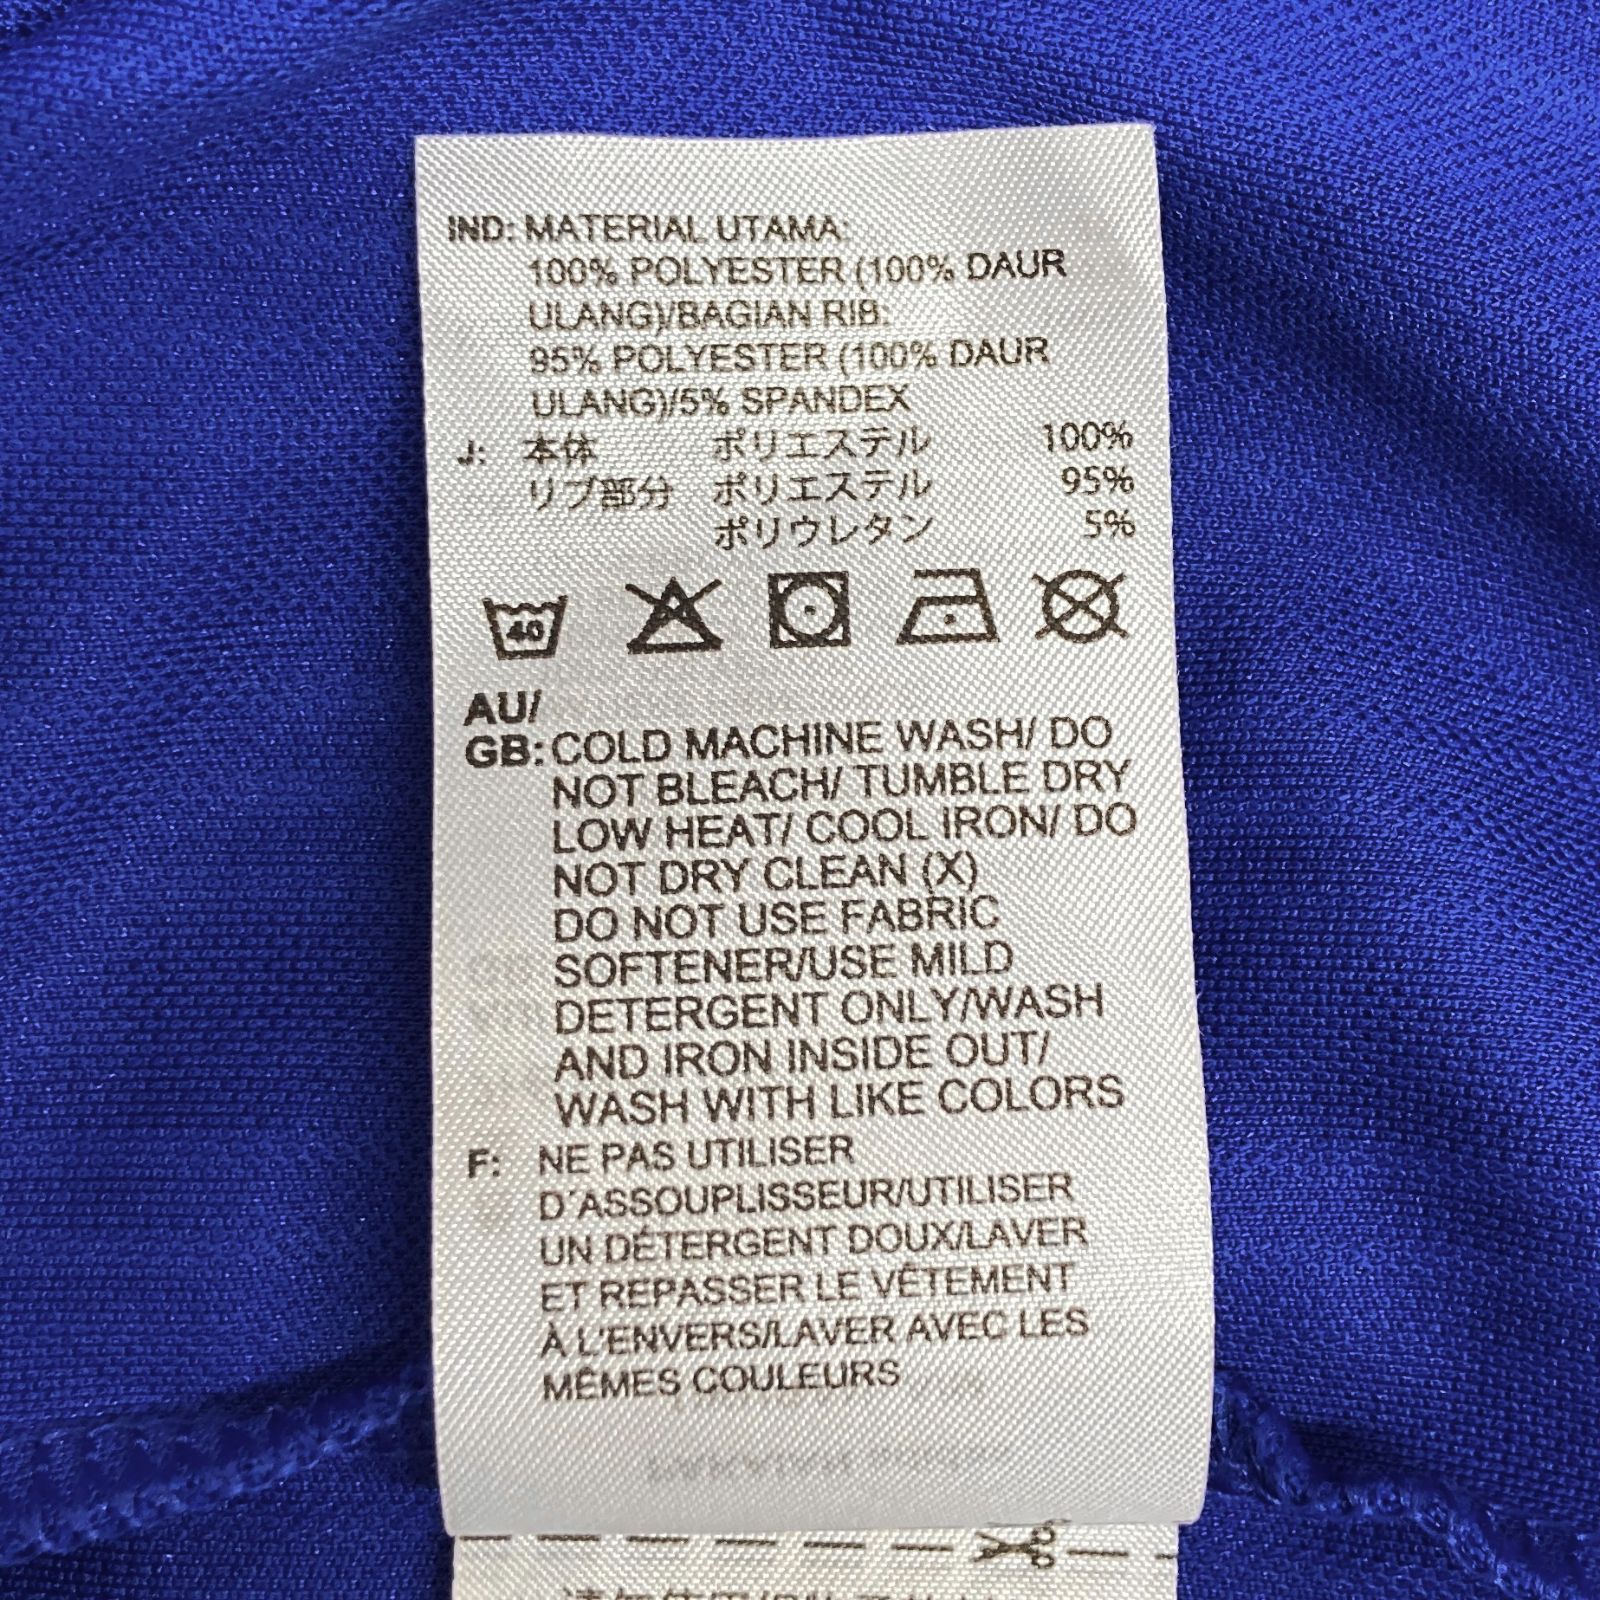 IND: MATERIAL UTAMA:
100% POLYESTER (100% DAUR
ULANG)/BAGIAN RIB:
95% POLYESTER (100% DAUR
ULANG)/5% SPANDEX
J: 本体 ポリエステル 100%
リブ部分 ポリエステル 95%
ポリウレタン 5%
40
AU/
GB: COLD MACHINE WASH/ DO
NOT BLEACH/ TUMBLE DRY
LOW HEAT/ COOL IRON/ DO
NOT DRY CLEAN (X)
DO NOT USE FABRIC
SOFTENER/USE MILD
DETERGENT ONLY/WASH
AND IRON INSIDE OUT/
WASH WITH LIKE COLORS
F: NE PAS UTILISER
D´ASSOUPLISSEUR/UTILISER
UN DÉTERGENT DOUX/LAVER
ET REPASSER LE VÊTEMENT
À L'ENVERS/LAVER AVEC LES
MÊMES COULEURS